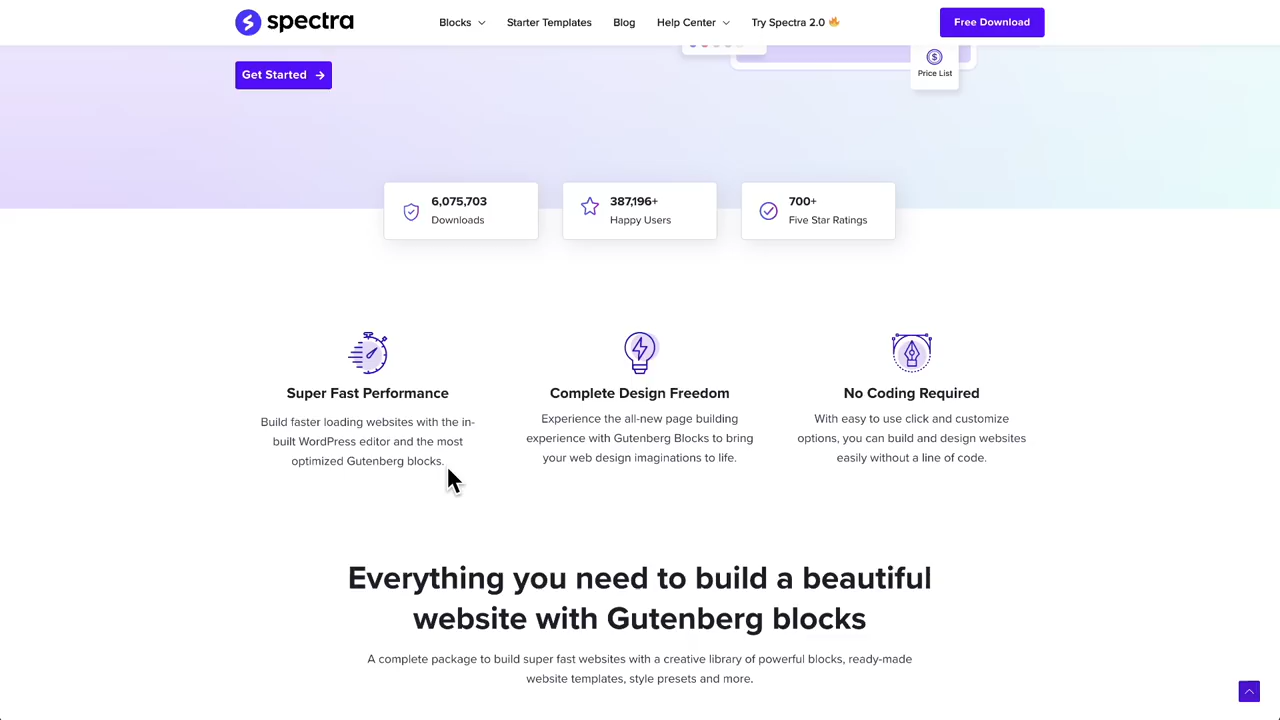 spectra
Blocks
Starter Templates
Blog
Help Center
Try Spectra 2.0
Free Download
Get Started
Price List
6,075,703
Downloads
387,196+
Happy Users
700+
Five Star Ratings
Super Fast Performance
Build faster loading websites with the in-
built WordPress editor and the most
optimized Gutenberg blocks.
Complete Design Freedom
Experience the all-new page building
experience with Gutenberg Blocks to bring
your web design imaginations to life.
No Coding Required
With easy to use click and customize
options, you can build and design websites
easily without a line of code.
Everything you need to build a beautiful
website with Gutenberg blocks
A complete package to build super fast websites with a creative library of powerful blocks, ready-made
website templates, style presets and more.